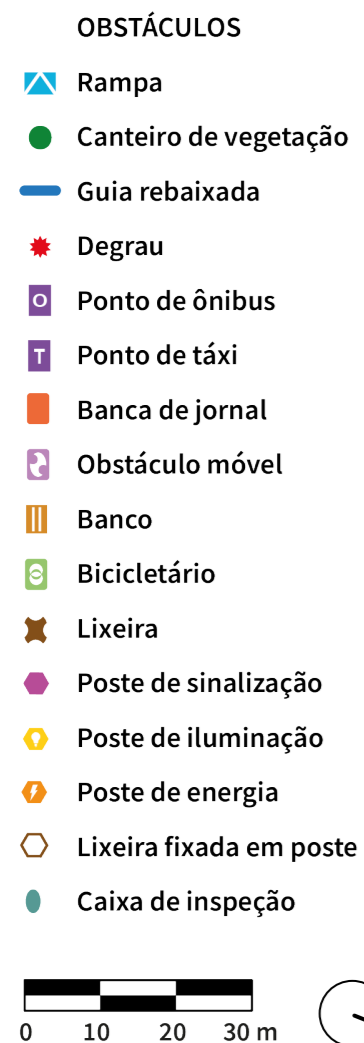 OBSTÁCULOS
Rampa
Canteiro de vegetação
Guia rebaixada
Degrau
O Ponto de ônibus
T Ponto de táxi
Banca de jornal
Obstáculo móvel
Banco
Bicicletário
Lixeira
Poste de sinalização
Poste de iluminação
Poste de energia
Lixeira fixada em poste
Caixa de inspeção
0 10 20 30 m